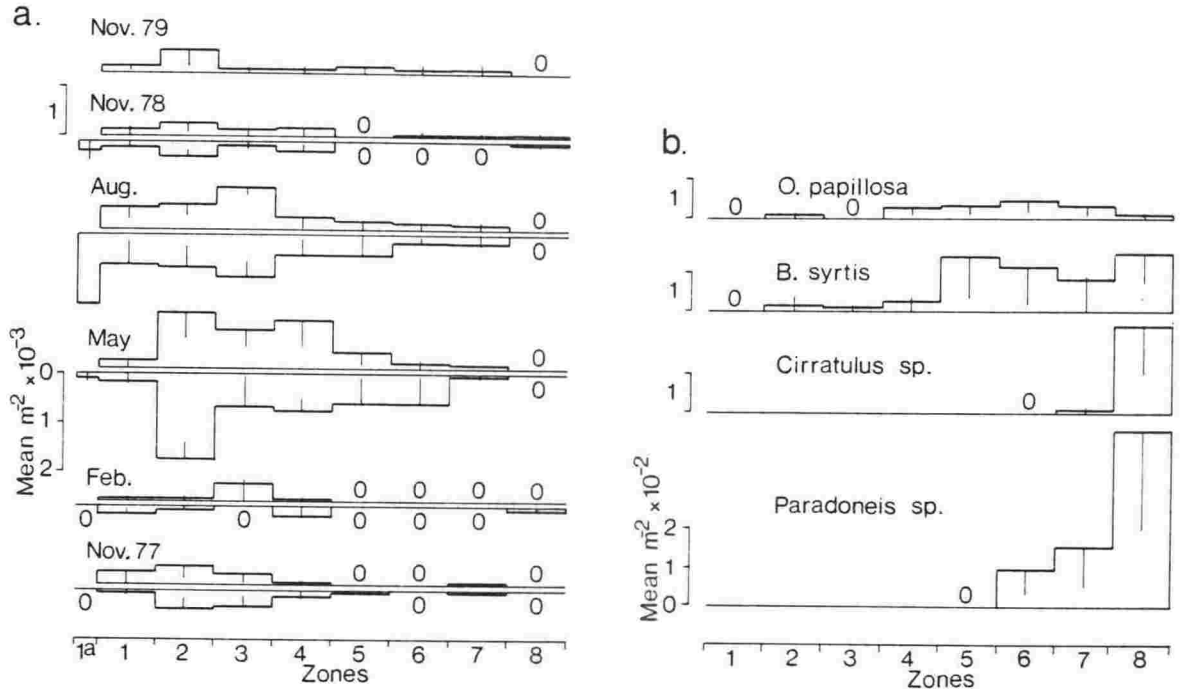 a.
Nov. 79
0
1
Nov. 78
0
0 0 0
Aug.
0
0
May
0
0
Mean m⁻² ×10⁻³
0
1
2
Feb.
0 0 0 0
0 0 0 0 0
Nov. 77
0 0 0
0 0 0
1a 1 2 3 4 5 6 7 8
Zones
b.
O. papillosa
1
0 0
B. syrtis
1
0
Cirratulus sp.
1
0
Paradoneis sp.
Mean m⁻² ×10⁻²
2
1
0
0
1 2 3 4 5 6 7 8
Zones